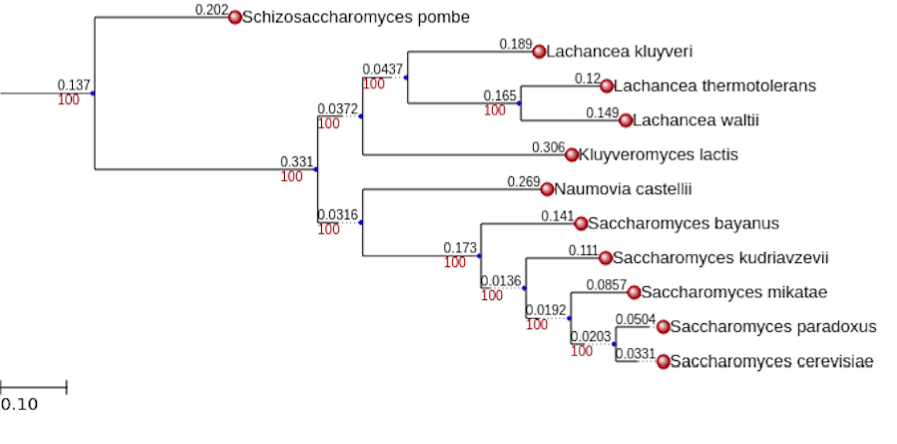 0.202 Schizosaccharomyces pombe
0.189 Lachancea kluyveri
0.0437
100
0.12 Lachancea thermotolerans
0.137
100
0.165
100
0.0372
100
0.149 Lachancea waltii
0.306 Kluyveromyces lactis
0.331
100
0.269 Naumovia castellii
0.0316
100
0.141 Saccharomyces bayanus
0.173
100
0.111 Saccharomyces kudriavzevii
0.0136
100
0.0857 Saccharomyces mikatae
0.0192
100
0.0504 Saccharomyces paradoxus
0.0203
100
0.0331 Saccharomyces cerevisiae
0.10